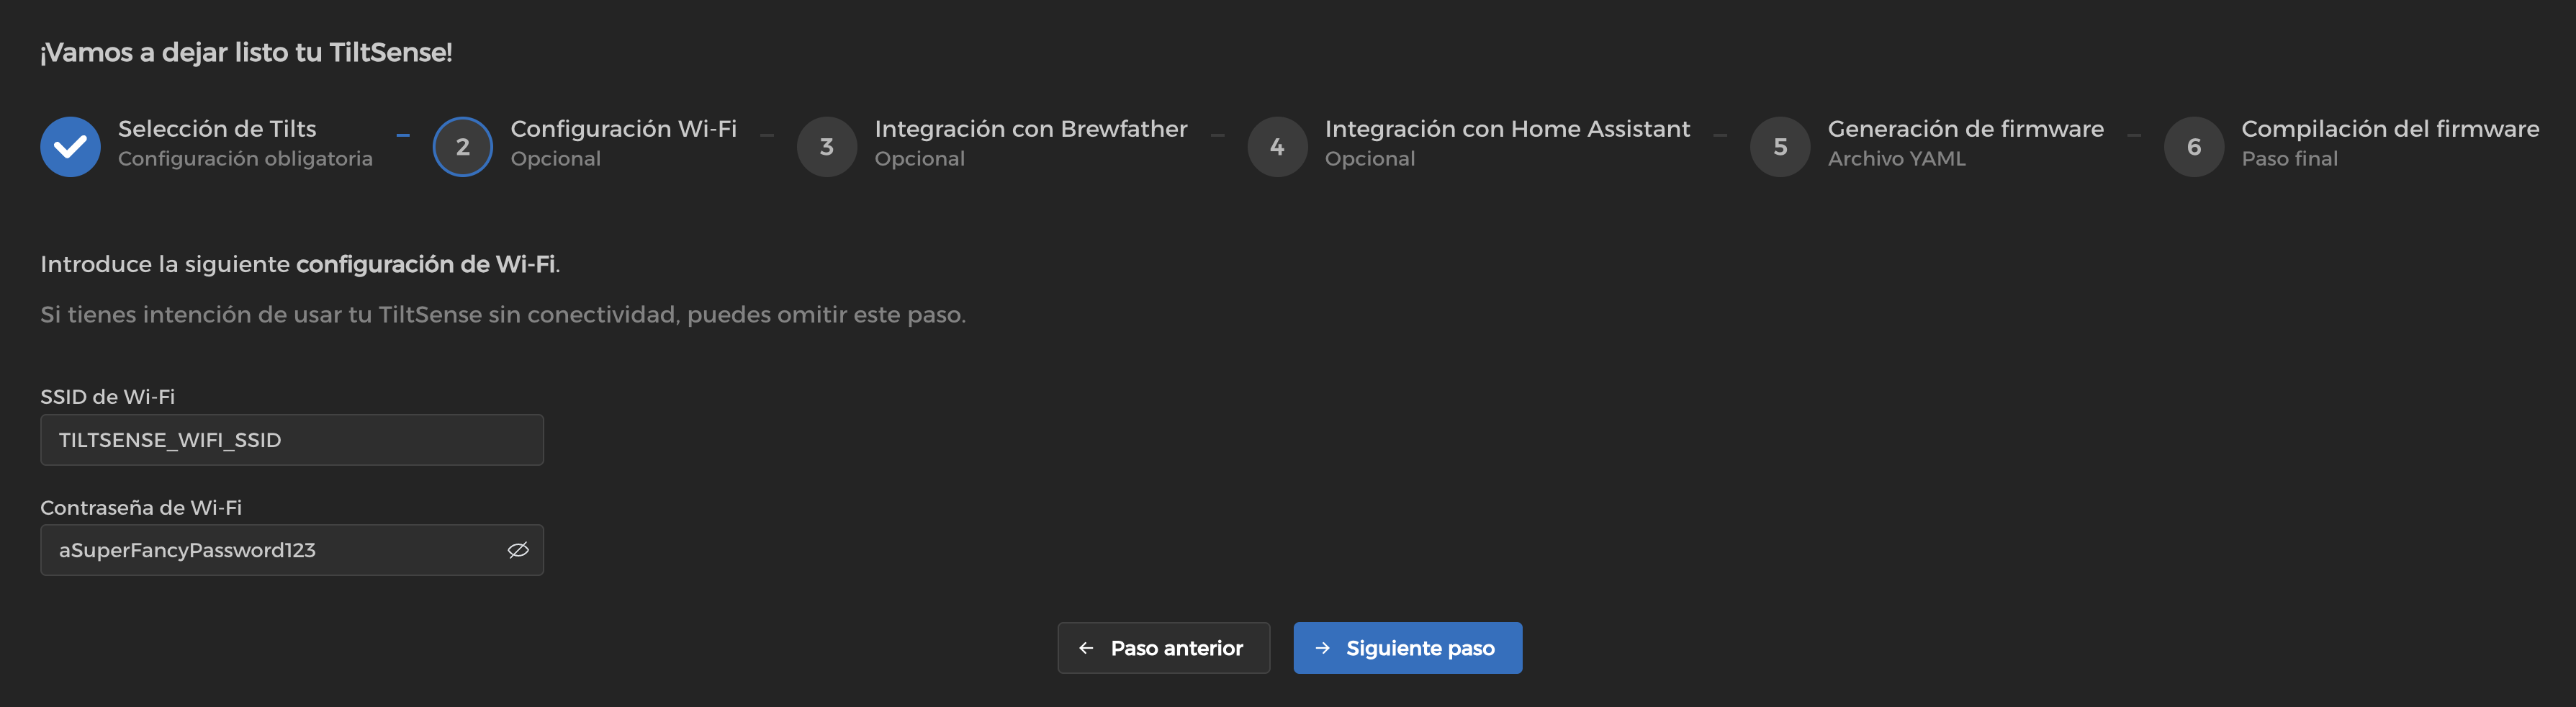 ¡Vamos a dejar listo tu TiltSense!
Selección de Tilts
Configuración obligatoria
2
Configuración Wi-Fi
Opcional
3
Integración con Brewfather
Opcional
4
Integración con Home Assistant
Opcional
5
Generación de firmware
Archivo YAML
6
Compilación del firmware
Paso final
Introduce la siguiente configuración de Wi-Fi.
Si tienes intención de usar tu TiltSense sin conectividad, puedes omitir este paso.
SSID de Wi-Fi
TILTSENSE_WIFI_SSID
Contraseña de Wi-Fi
aSuperFancyPassword123
← Paso anterior
→ Siguiente paso